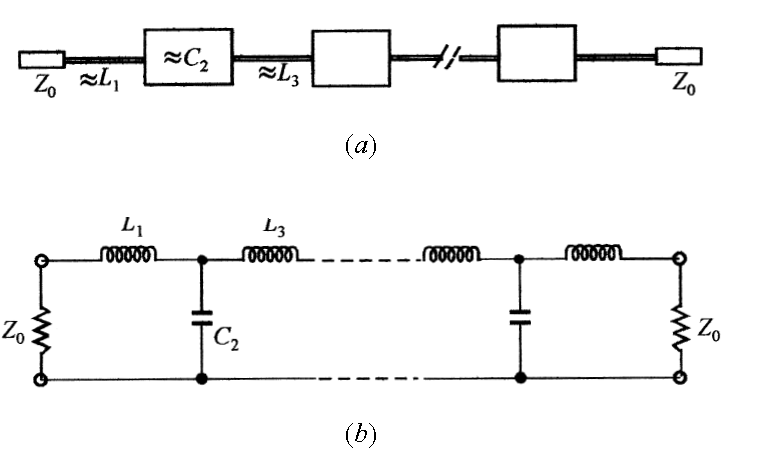 ≈C₂
Z₀ ≈L₁ ≈L₃ Z₀
(a)
L₁ L₃
Z₀ C₂ Z₀
(b)